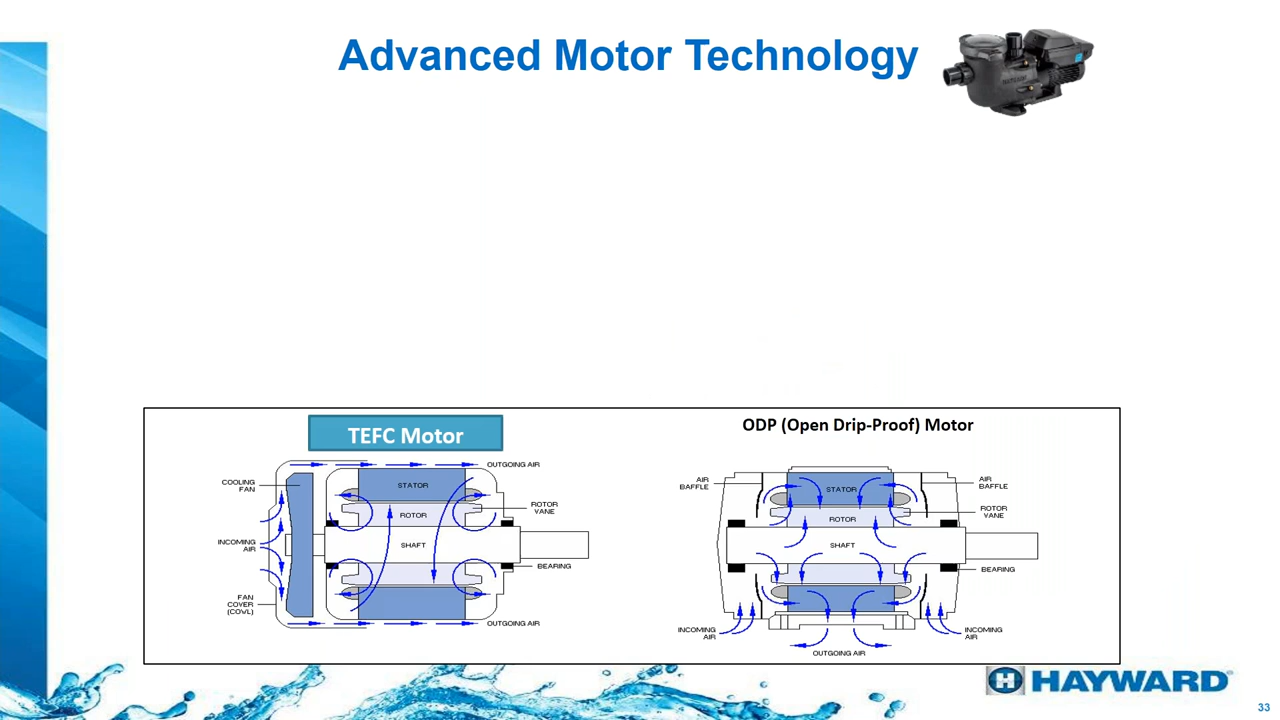 Advanced Motor Technology
TEFC Motor
OUTGOING AIR
COOLING
FAN
STATOR
ROTOR
VANE
ROTOR
INCOMING
AIR
SHAFT
BEARING
FAN
COVER
(COVL)
OUTGOING AIR
ODP (Open Drip-Proof) Motor
AIR
BAFFLE
AIR
BAFFLE
STATOR
ROTOR
VANE
ROTOR
SHAFT
BEARING
INCOMING
AIR
INCOMING
AIR
OUTGOING AIR
HAYWARD
33